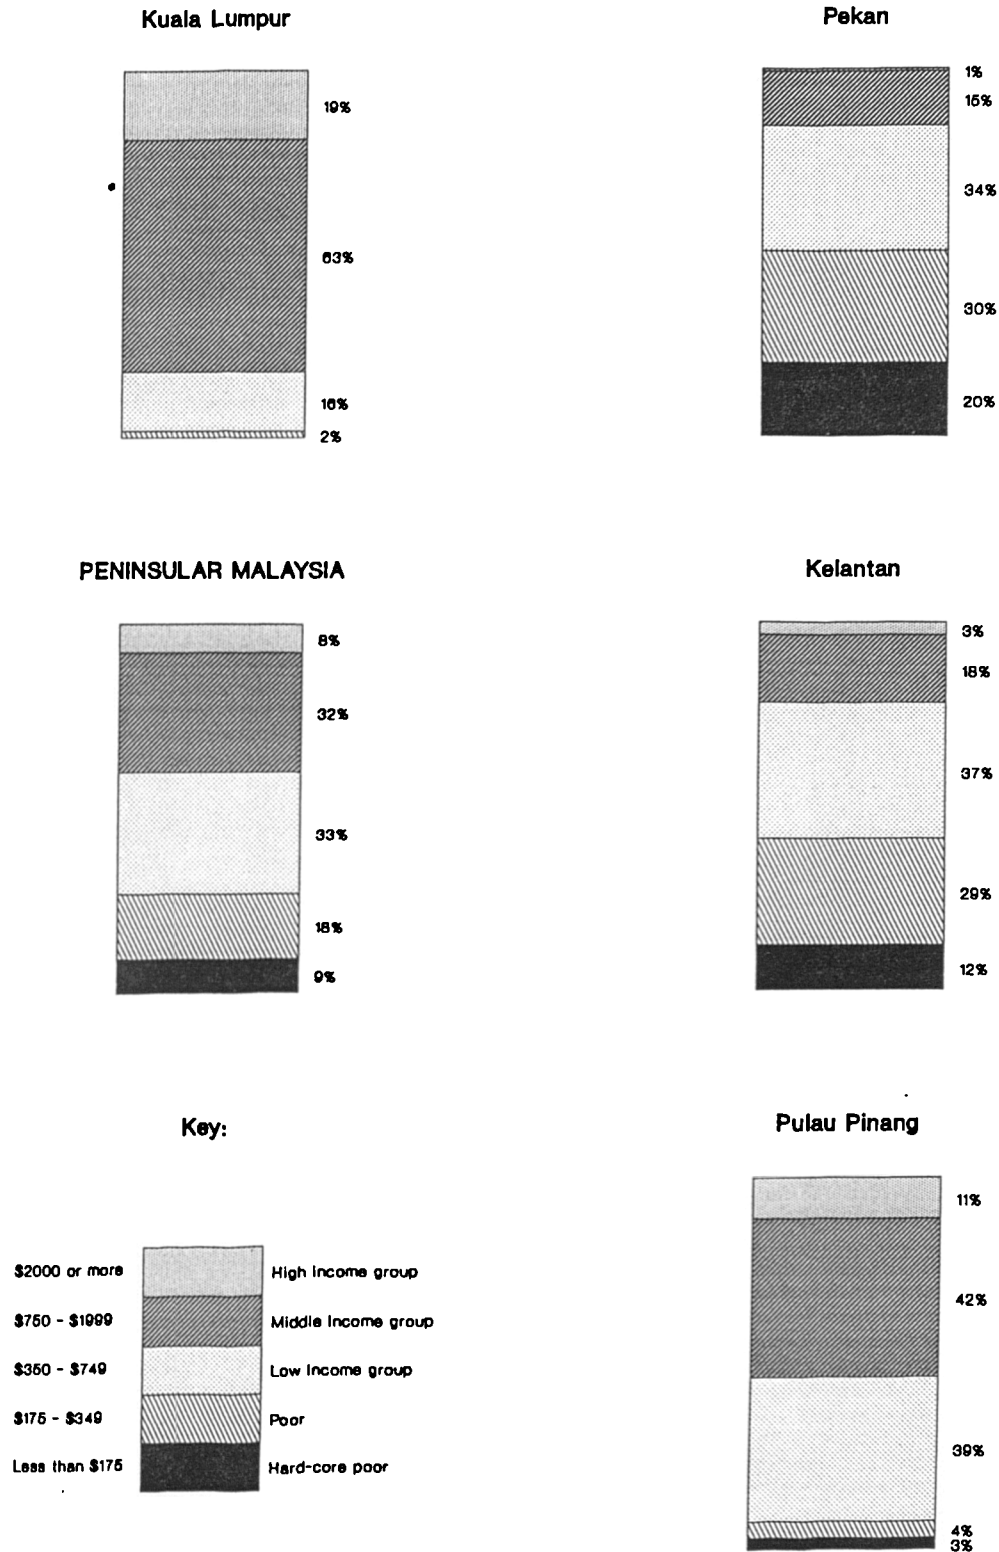 Kuala Lumpur
19%
63%
16%
2%
Pekan
1%
15%
34%
30%
20%
PENINSULAR MALAYSIA
8%
32%
33%
18%
9%
Kelantan
3%
18%
37%
29%
12%
Key:
$2000 or more High income group
$750 - $1999 Middle income group
$350 - $749 Low income group
$175 - $349 Poor
Less than $175 Hard-core poor
Pulau Pinang
11%
42%
39%
4%
3%